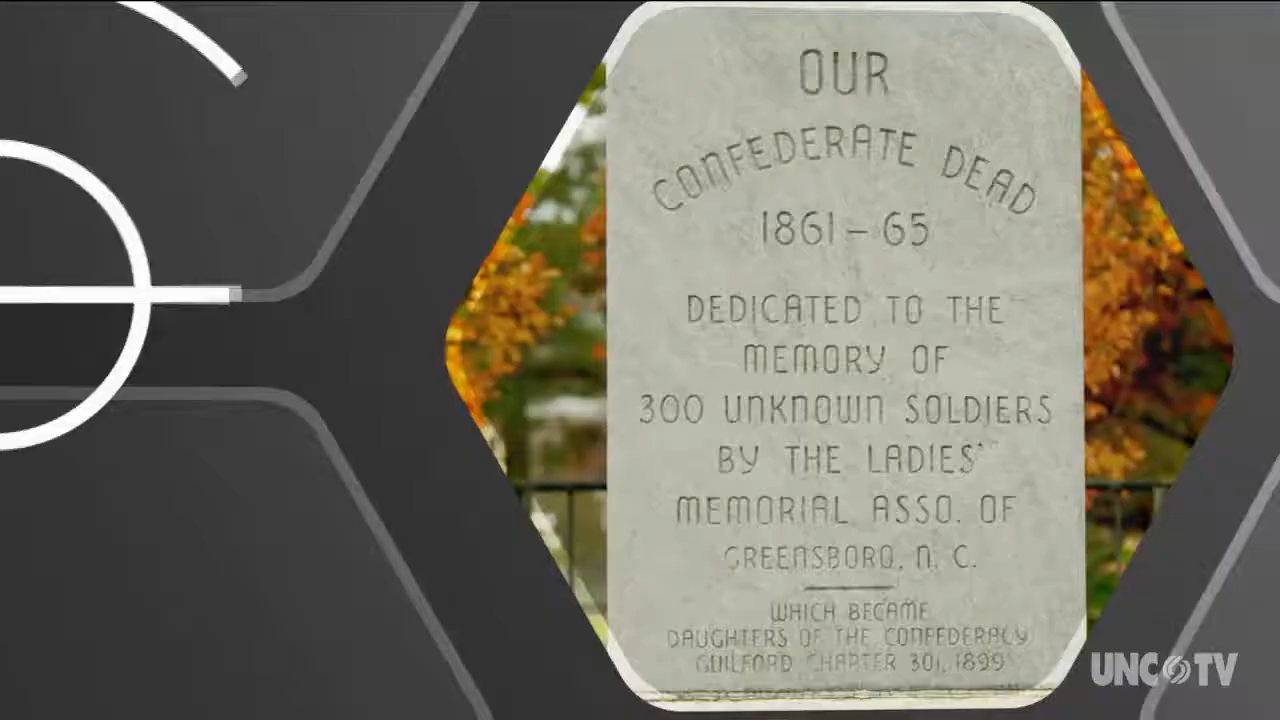 OUR
CONFEDERATE DEAD
1861 – 65
DEDICATED TO THE
MEMORY OF
300 UNKNOWN SOLDIERS
BY THE LADIES'
MEMORIAL ASSO. OF
GREENSBORO, N. C.
WHICH BECAME
DAUGHTERS OF THE CONFEDERACY
GUILFORD CHAPTER 301, 1899
UNC TV